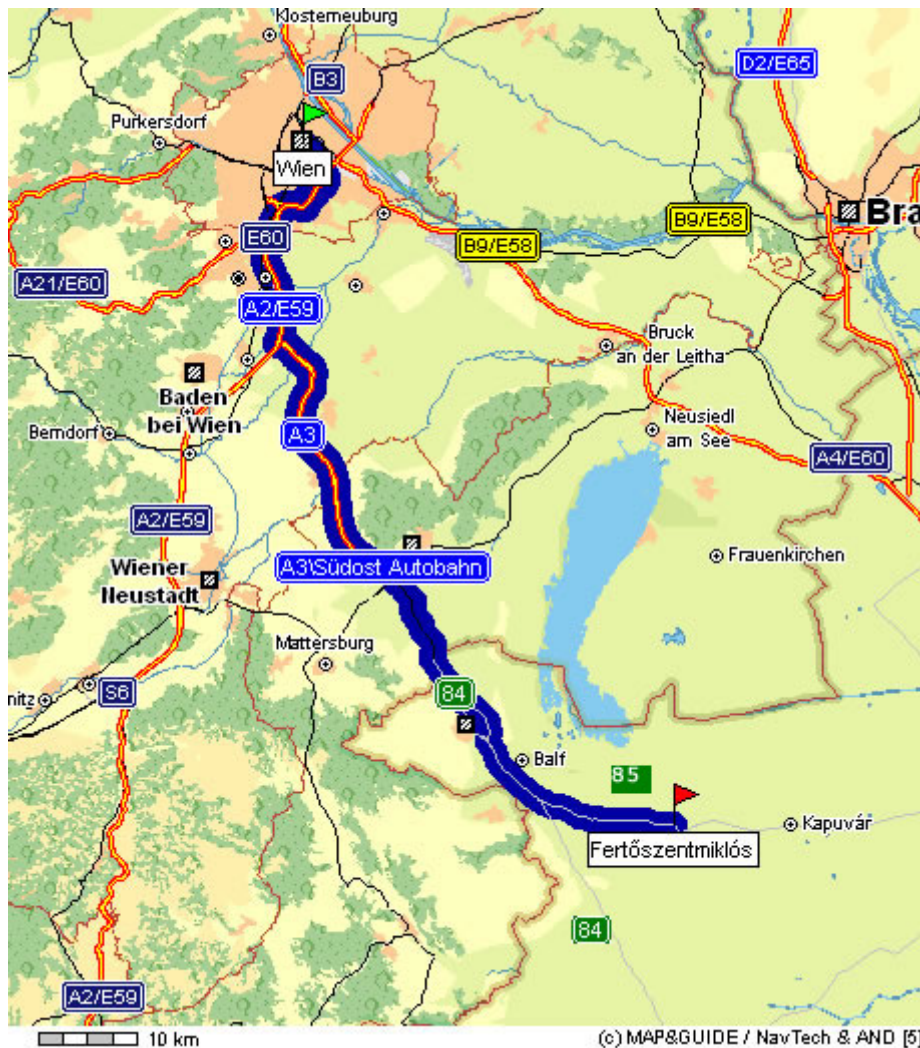 Klosterneuburg
B3
D2/E65
Purkersdorf
Wien
Bra
E60
B9/E58
B9/E58
A21/E60
A2/E59
Bruck
an der Leitha
Baden
bei Wien
Berndorf
A3
Neusiedl
am See
A4/E60
A2/E59
A3\Südost Autobahn
Frauenkirchen
Wiener
Neustadt
Mattersburg
nitz
S6
84
Balf
85
Kapuvár
Fertőszentmiklós
84
A2/E59
10 km
(c) MAP&GUIDE / NavTech & AND [5]